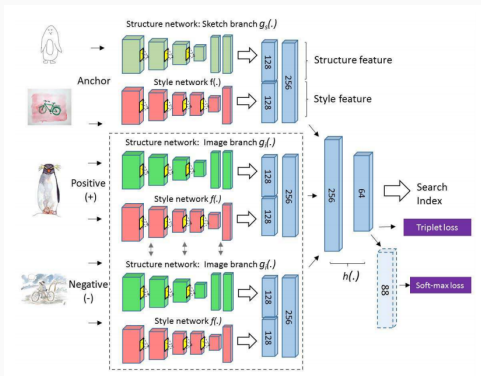 Structure network: Sketch branch gs(.)
128
256
Structure feature
Anchor
Style network f(.)
128
Style feature
Structure network: Image branch gI(.)
128
256
Positive
(+)
Style network f(.)
128
256
64
Search
Index
Triplet loss
Structure network: Image branch gI(.)
h(.)
Negative
(-)
128
256
88
Soft-max loss
Style network f(.)
128